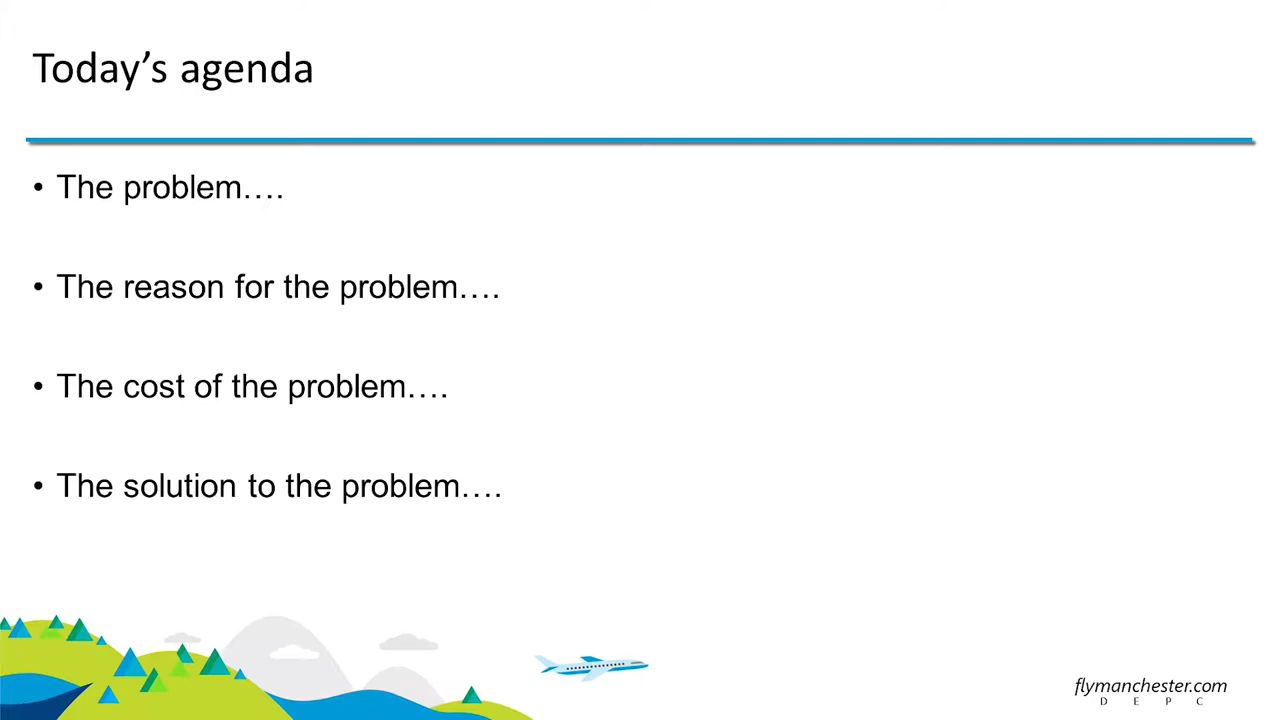 Today’s agenda
• The problem….
• The reason for the problem….
• The cost of the problem….
• The solution to the problem….
flymanchester.com
D E P C